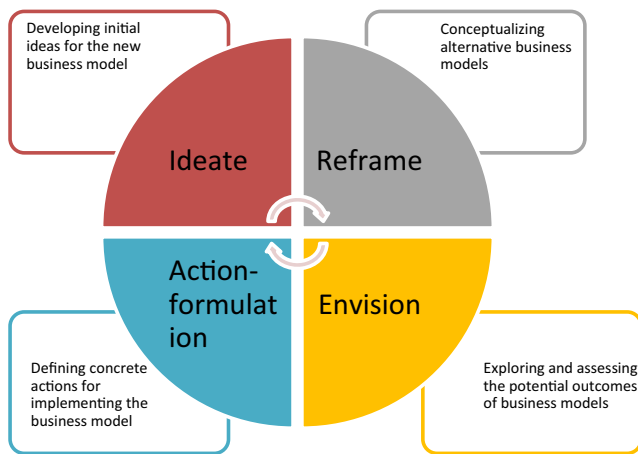 Developing initial
ideas for the new
business model
Conceptualizing
alternative business
models
Ideate
Reframe
Action-
formulat
ion
Envision
Defining concrete
actions for
implementing the
business model
Exploring and assessing
the potential outcomes
of business models